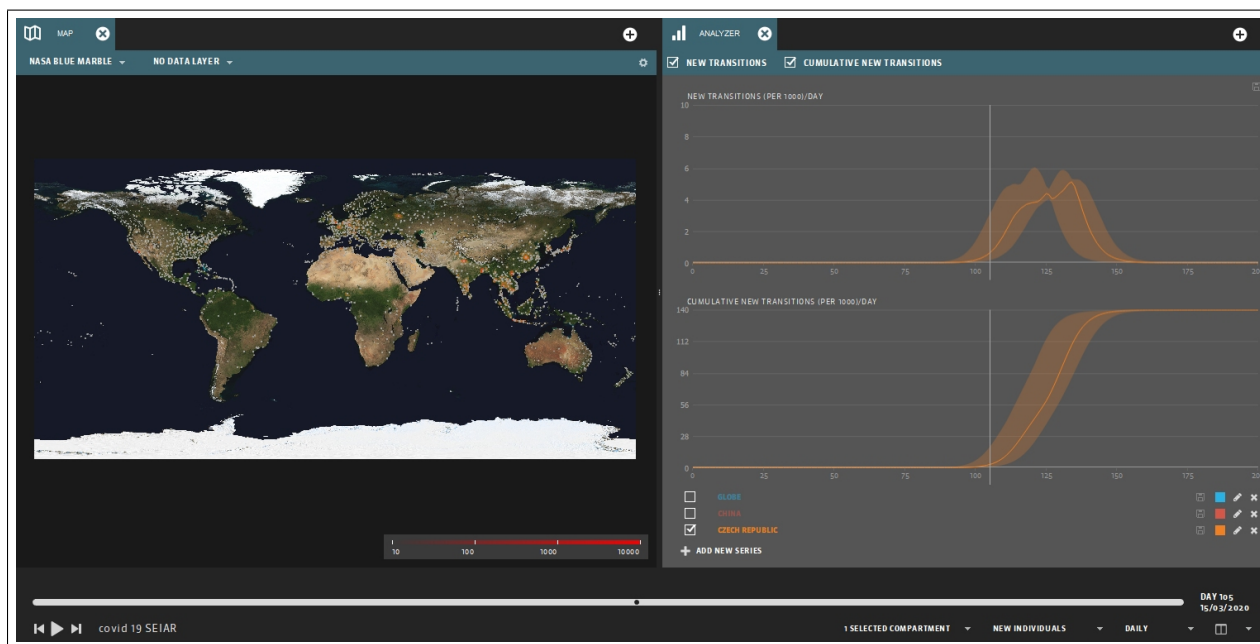 MAP
ANALYZER
NASA BLUE MARBLE
NO DATA LAYER
NEW TRANSITIONS
CUMULATIVE NEW TRANSITIONS
NEW TRANSITIONS (PER 1000)/DAY
10
8
6
4
2
0
0 25 50 75 100 125 150 175 20
CUMULATIVE NEW TRANSITIONS (PER 1000)/DAY
140
112
84
56
28
0
0 25 50 75 100 125 150 175 20
GLOBE
CHINA
CZECH REPUBLIC
ADD NEW SERIES
10 100 1000 10000
DAY 105
15/03/2020
covid 19 SEIAR
1 SELECTED COMPARTMENT
NEW INDIVIDUALS
DAILY